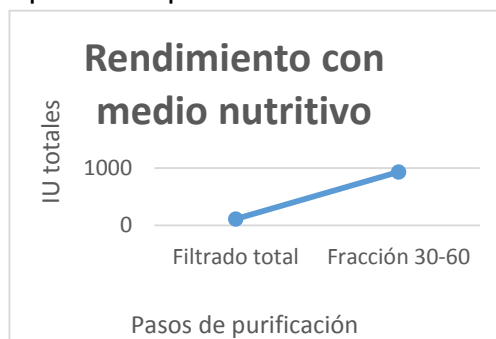 Rendimiento con
medio nutritivo
IU totales
1000
0
Filtrado total
Fracción 30-60
Pasos de purificación